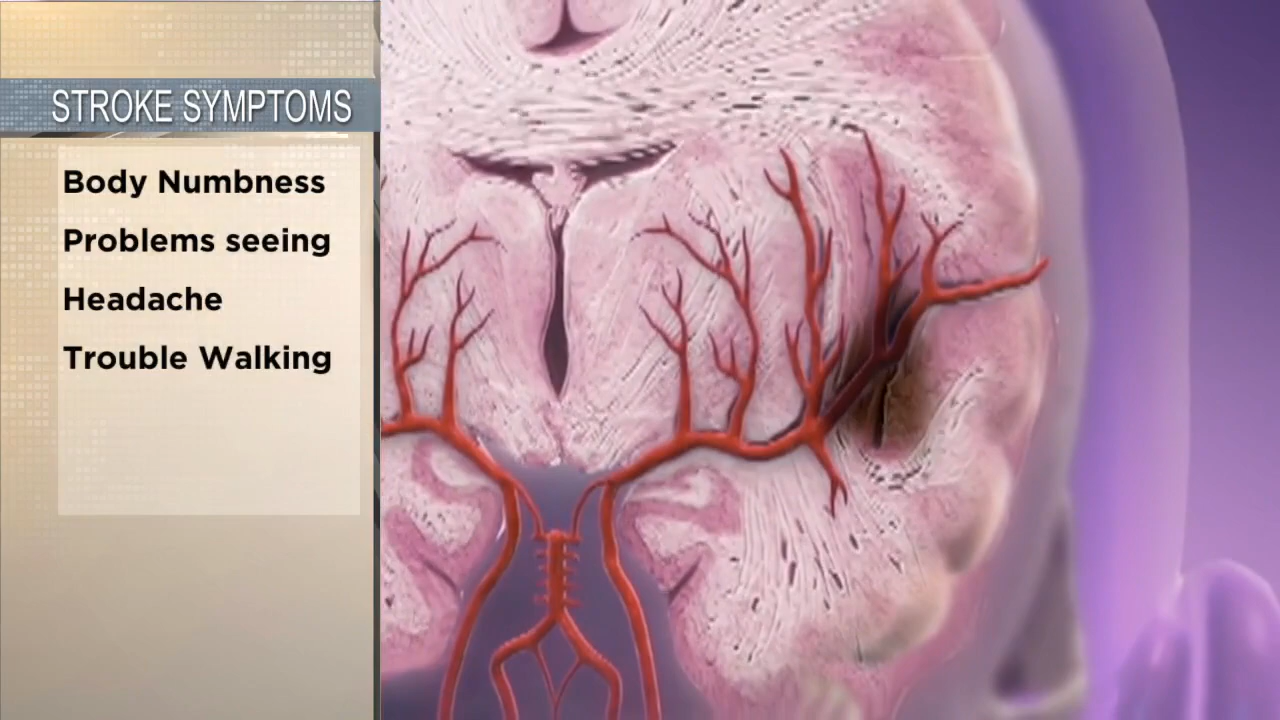 STROKE SYMPTOMS
Body Numbness
Problems seeing
Headache
Trouble Walking